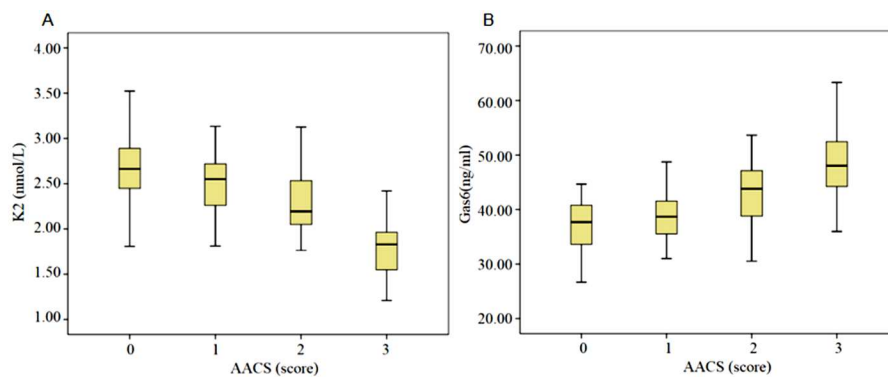 A
K2 (nmol/L)
4.00
3.50
3.00
2.50
2.00
1.50
1.00
0 1 2 3
AACS (score)
B
Gas6(ng/ml)
70.00
60.00
50.00
40.00
30.00
20.00
0 1 2 3
AACS (score)